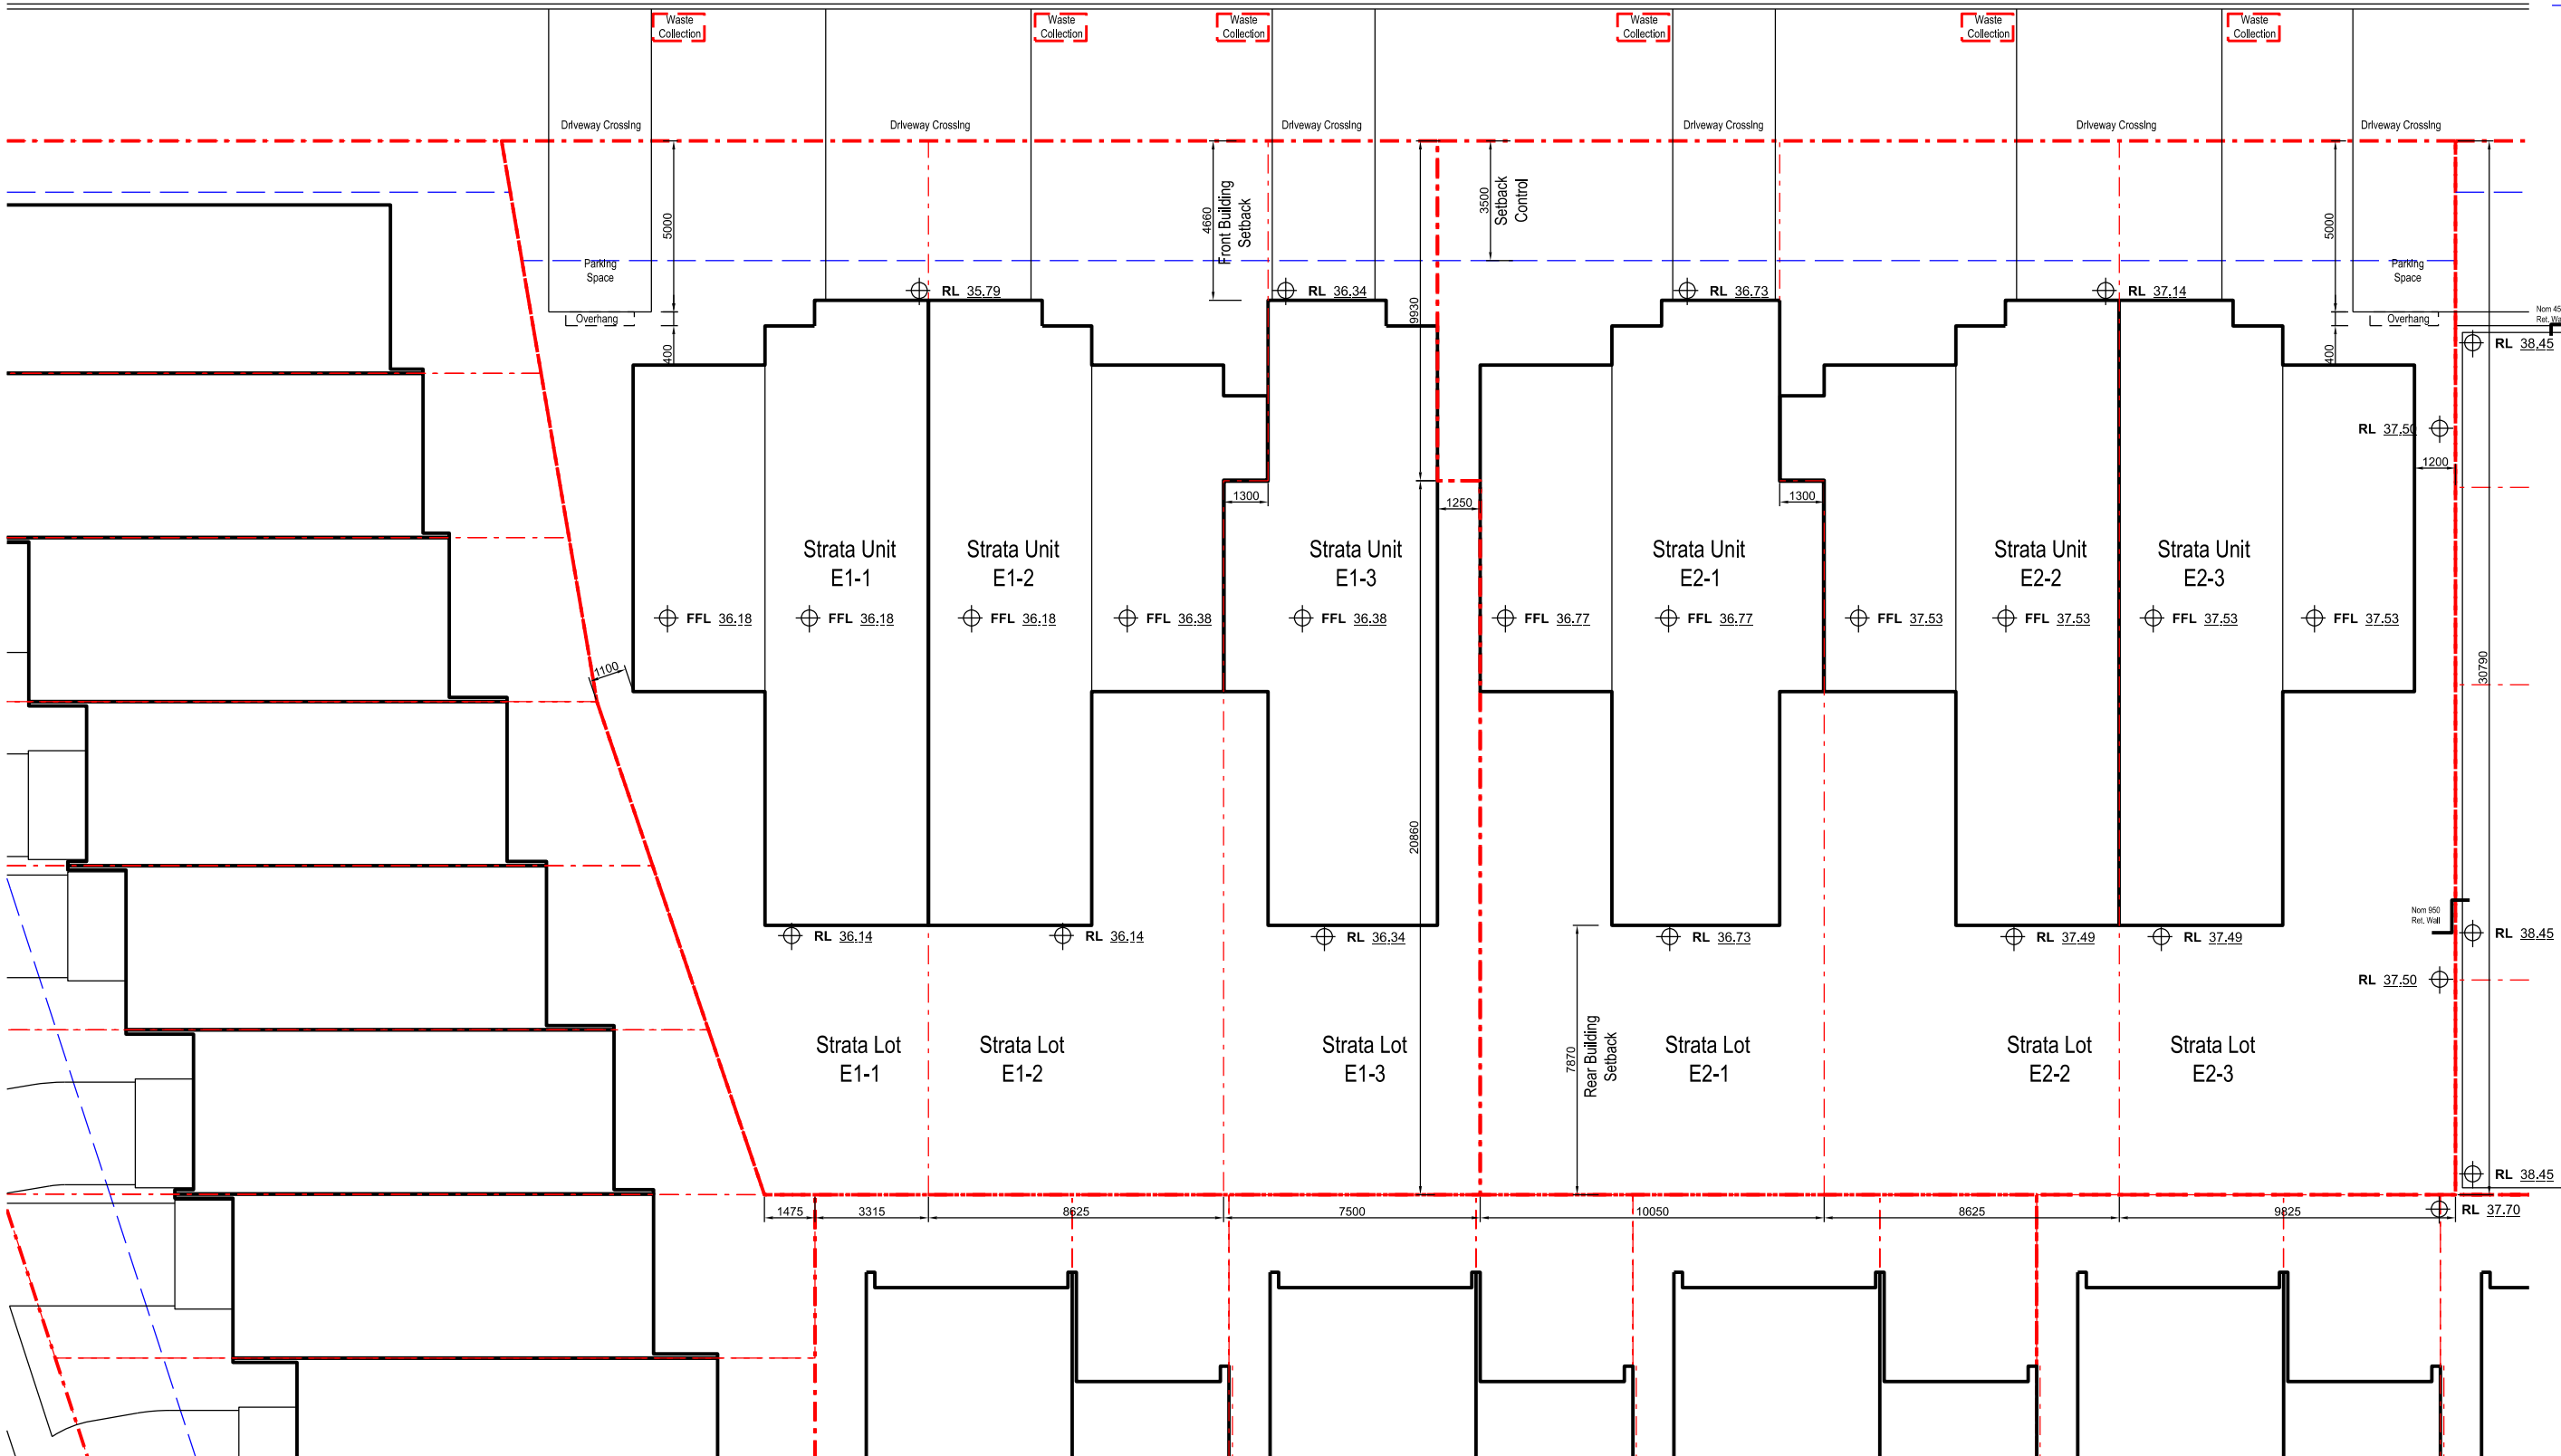 Waste
Collection
Waste
Collection
Waste
Collection
Waste
Collection
Waste
Collection
Waste
Collection
Driveway Crossing
Driveway Crossing
Driveway Crossing
Driveway Crossing
Driveway Crossing
Driveway Crossing
5000
4660
Front Building
Setback
9930
3500
Setback
Control
5000
Parking
Space
Parking
Space
RL 35.79
RL 36.34
RL 36.73
RL 37.14
Overhang
Overhang
400
400
Nom 45
Ret. Wa
RL 38.45
RL 37.50
1200
1300
1250
1300
Strata Unit
E1-1
Strata Unit
E1-2
Strata Unit
E1-3
Strata Unit
E2-1
Strata Unit
E2-2
Strata Unit
E2-3
FFL 36.18
FFL 36.18
FFL 36.18
FFL 36.38
FFL 36.38
FFL 36.77
FFL 36.77
FFL 37.53
FFL 37.53
FFL 37.53
FFL 37.53
1100
30790
20860
Nom 950
Ret. Wall
RL 36.14
RL 36.14
RL 36.34
RL 36.73
RL 37.49
RL 37.49
RL 38.45
RL 37.50
Strata Lot
E1-1
Strata Lot
E1-2
Strata Lot
E1-3
7870
Rear Building
Setback
Strata Lot
E2-1
Strata Lot
E2-2
Strata Lot
E2-3
RL 38.45
1475
3315
8625
7500
10050
8625
9825
RL 37.70